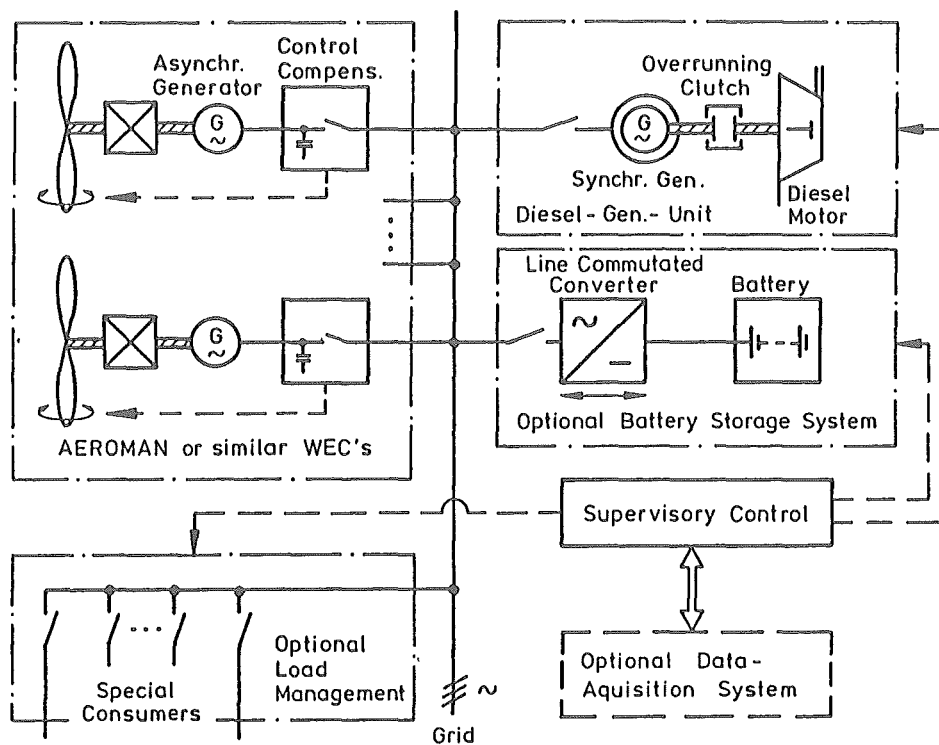 Asynchr.
Generator
Control
Compens.
G
~
G
~
AEROMAN or similar WEC's
Overrunning
Clutch
G
~
Synchr. Gen.
Diesel
Motor
Diesel-Gen.-Unit
Line Commutated
Converter
Battery
~
Optional Battery Storage System
Supervisory Control
Optional Data-
Aquisition System
Optional
Load
Management
Special
Consumers
~
Grid